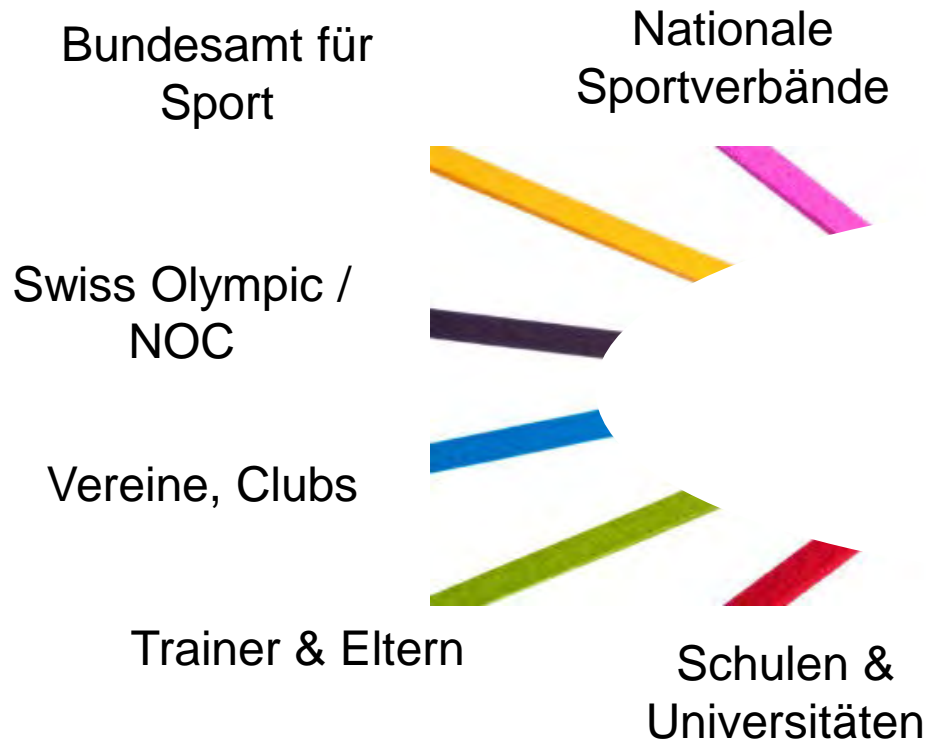 Bundesamt für
Sport
Nationale
Sportverbände
Swiss Olympic /
NOC
Vereine, Clubs
Trainer & Eltern
Schulen &
Universitäten